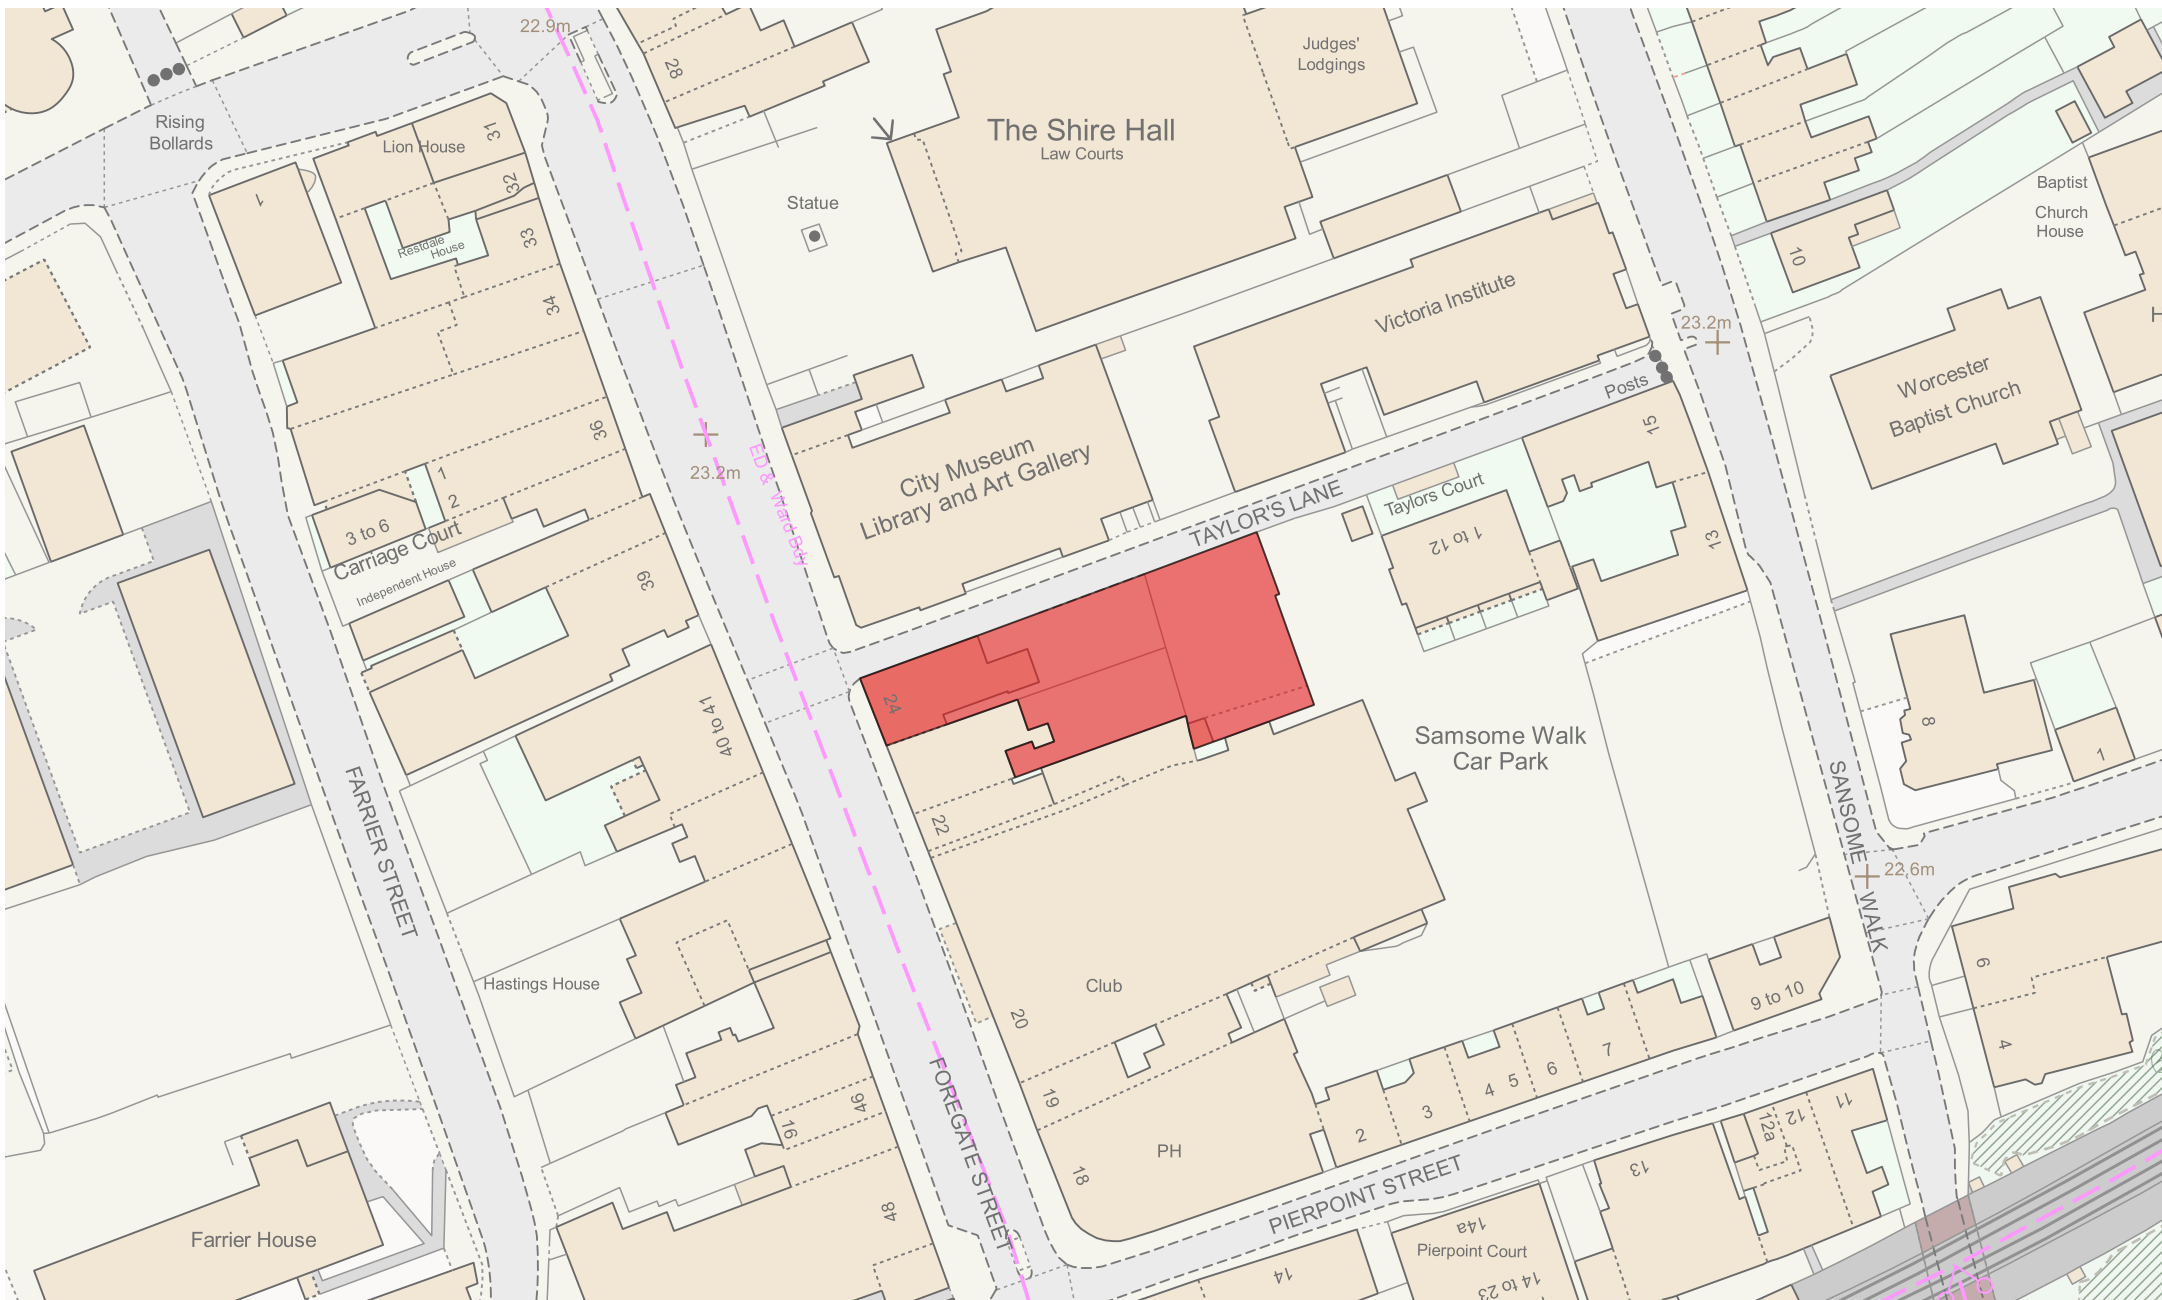 22.9m
28
Judges'
Lodgings
The Shire Hall
Law Courts
Rising
Bollards
Lion House
31
32
1
Restdale
House
33
Statue
34
Baptist
Church
House
10
Victoria Institute
23.2m
H
Worcester
Baptist Church
Posts
15
36
23.2m
ED & Ward Bdy
City Museum
Library and Art Gallery
1
2
3 to 6
Carriage Court
Independent House
39
TAYLOR'S LANE
Taylors Court
1 to 12
13
24
40 to 41
Samsome Walk
Car Park
8
1
FARRIER STREET
22
SANSOME WALK
22.6m
Hastings House
Club
20
9 to 10
6
4
19
PH
18
2
3
4
5
6
7
46
16
48
FOREGATE STREET
PIERPOINT STREET
11
12
12a
13
14a
Pierpoint Court
14 to 23
14
Farrier House